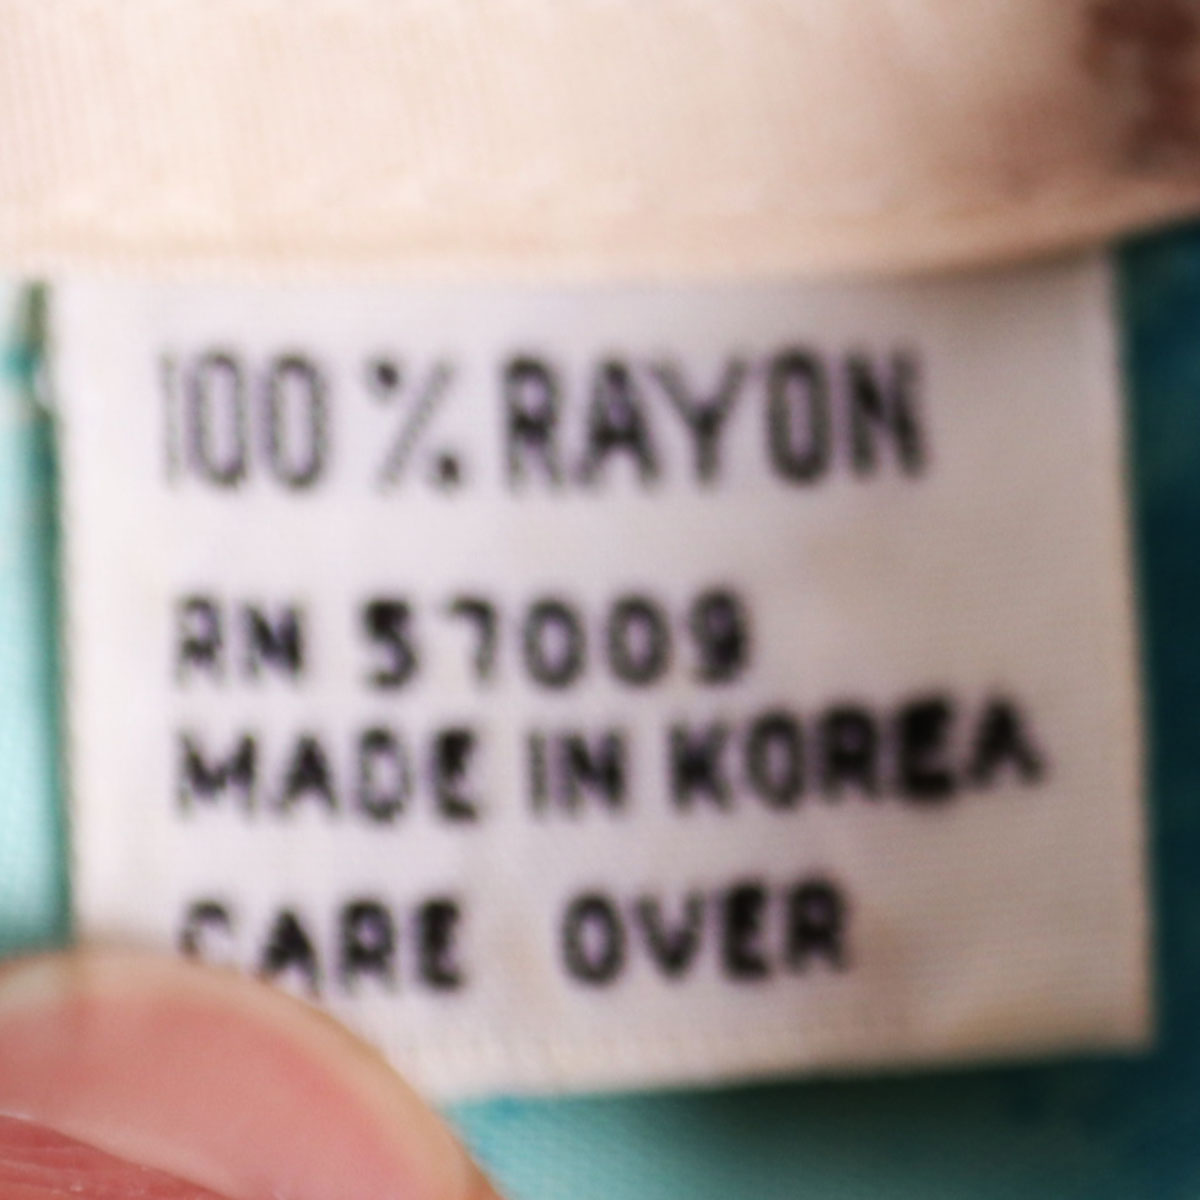 100% RAYON
RN 57009
MADE IN KOREA
CARE OVER